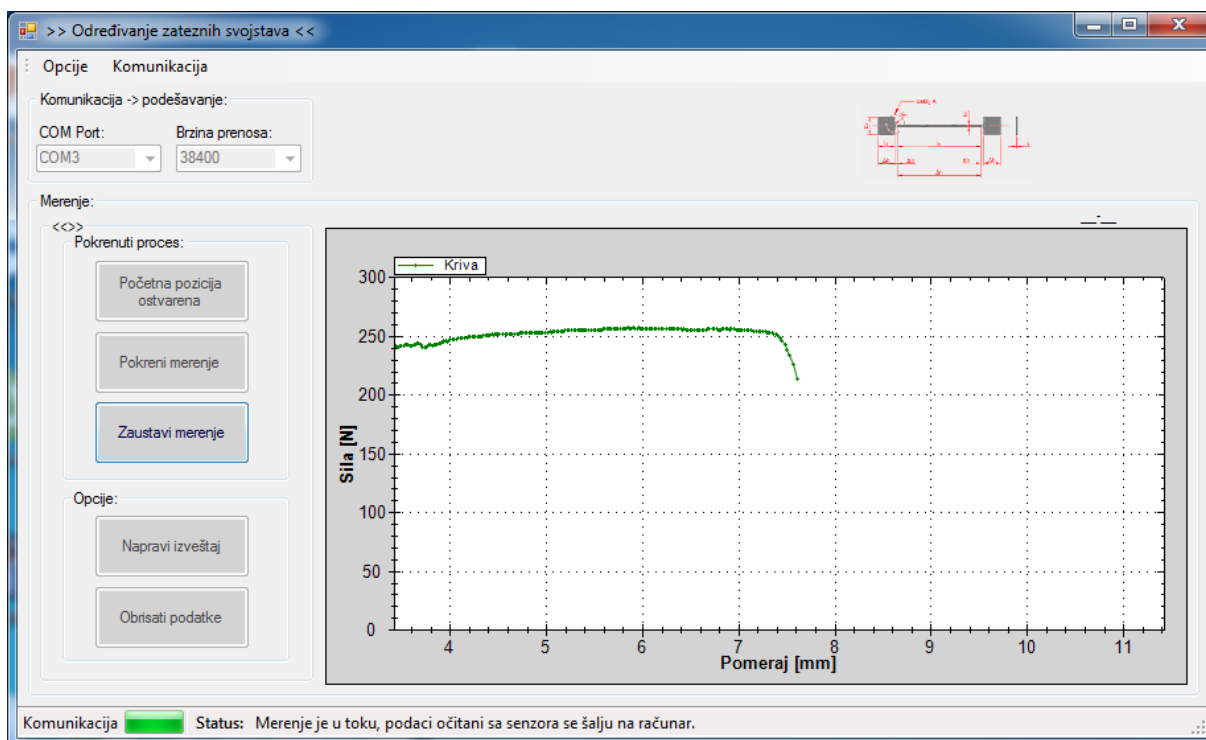 >> Određivanje zateznih svojstava <<
Opcije Komunikacija
Komunikacija -> podešavanje:
COM Port: Brzina prenosa:
COM3 38400
Merenje:
<<>>
Pokrenuti proces:
Početna pozicija
ostvarena
Pokreni merenje
Zaustavi merenje
Opcije:
Napravi izveštaj
Obrisati podatke
__-__
Kriva
300
250
200
150
100
50
0
Sila [N]
4 5 6 7 8 9 10 11
Pomeraj [mm]
Komunikacija Status: Merenje je u toku, podaci očitani sa senzora se šalju na računar.